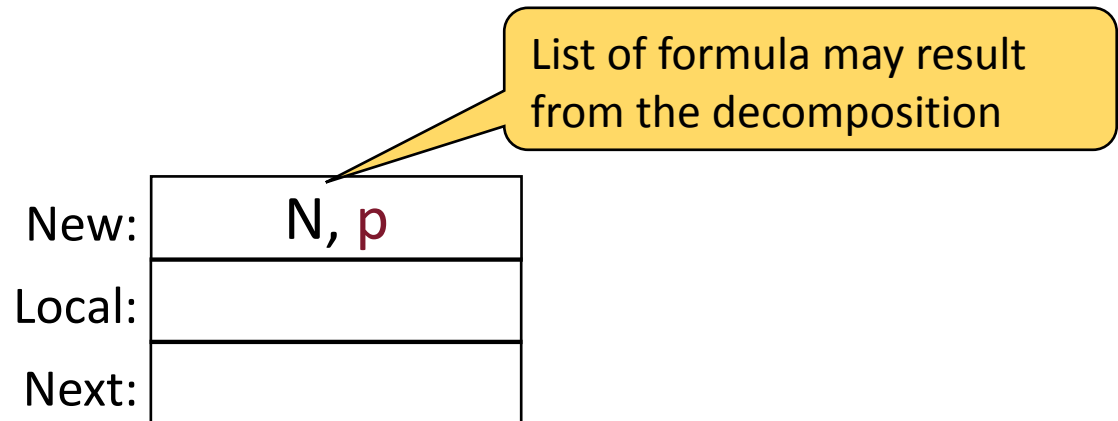 List of formula may result
from the decomposition
New: N, p
Local:
Next: